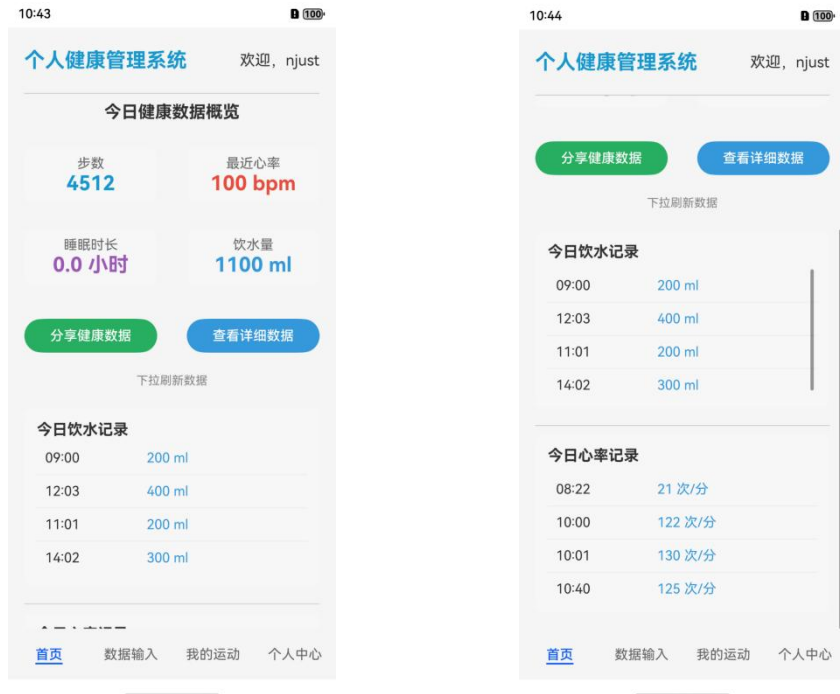 10:43
100
个人健康管理系统 欢迎，njust
今日健康数据概览
步数 最近心率
4512 100 bpm
睡眠时长 饮水量
0.0 小时 1100 ml
分享健康数据 查看详细数据
下拉刷新数据
今日饮水记录
09:00 200 ml
12:03 400 ml
11:01 200 ml
14:02 300 ml
首页 数据输入 我的运动 个人中心
10:44
100
个人健康管理系统 欢迎，njust
分享健康数据 查看详细数据
下拉刷新数据
今日饮水记录
09:00 200 ml
12:03 400 ml
11:01 200 ml
14:02 300 ml
今日心率记录
08:22 21 次/分
10:00 122 次/分
10:01 130 次/分
10:40 125 次/分
首页 数据输入 我的运动 个人中心